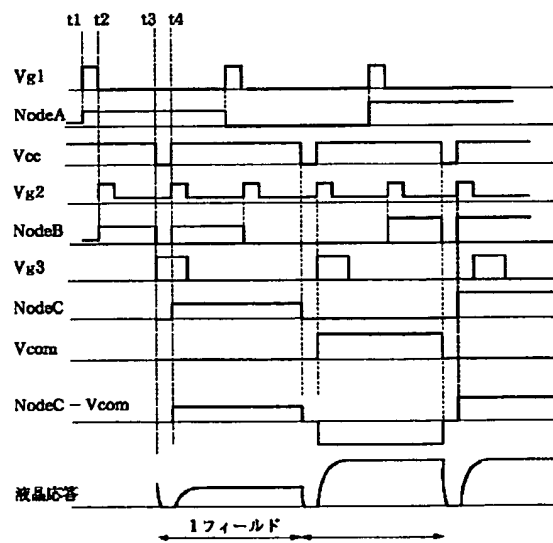 t1 t2 t3 t4
Vg1
NodeA
Vcc
Vg2
NodeB
Vg3
NodeC
Vcom
NodeC − Vcom
液晶応答
1フィールド